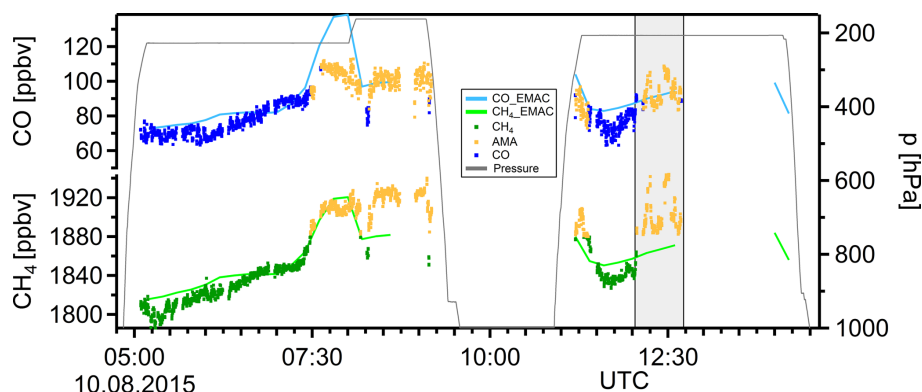 CO [ppbv]
120
100
80
60
CH4 [ppbv]
1920
1880
1840
1800
CO_EMAC
CH4_EMAC
CH4
AMA
CO
Pressure
200
400
600
800
1000
p [hPa]
05:00
07:30
10:00
12:30
10.08.2015
UTC